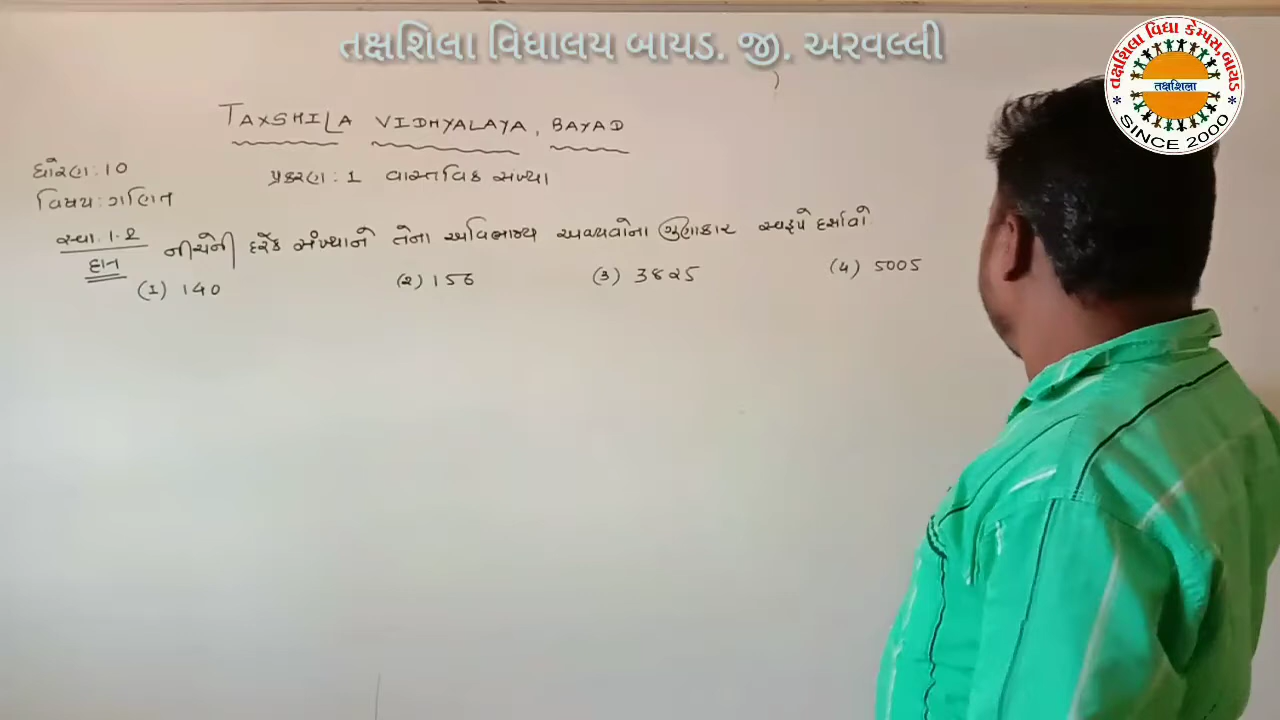 તક્ષશિલા વિધાલય બાયડ. જી. અરવલ્લી
તક્ષશિલા વિદ્યા કેમ્પસ, બાયડ
તક્ષશિલા
* SINCE 2000 *
TAXSHILA VIDHYALAYA, BAYAD
ધોરણ : 10
પ્રકરણ : 1 વાસ્તવિક સંખ્યા
વિષય : ગણિત
સ્વા. 1.2 નીચેની દરેક સંખ્યાને તેના અવિભાજ્ય અવયવોના ગુણાકાર સ્વરૂપે દર્શાવો
(1) 140 (2) 156 (3) 3825 (4) 5005